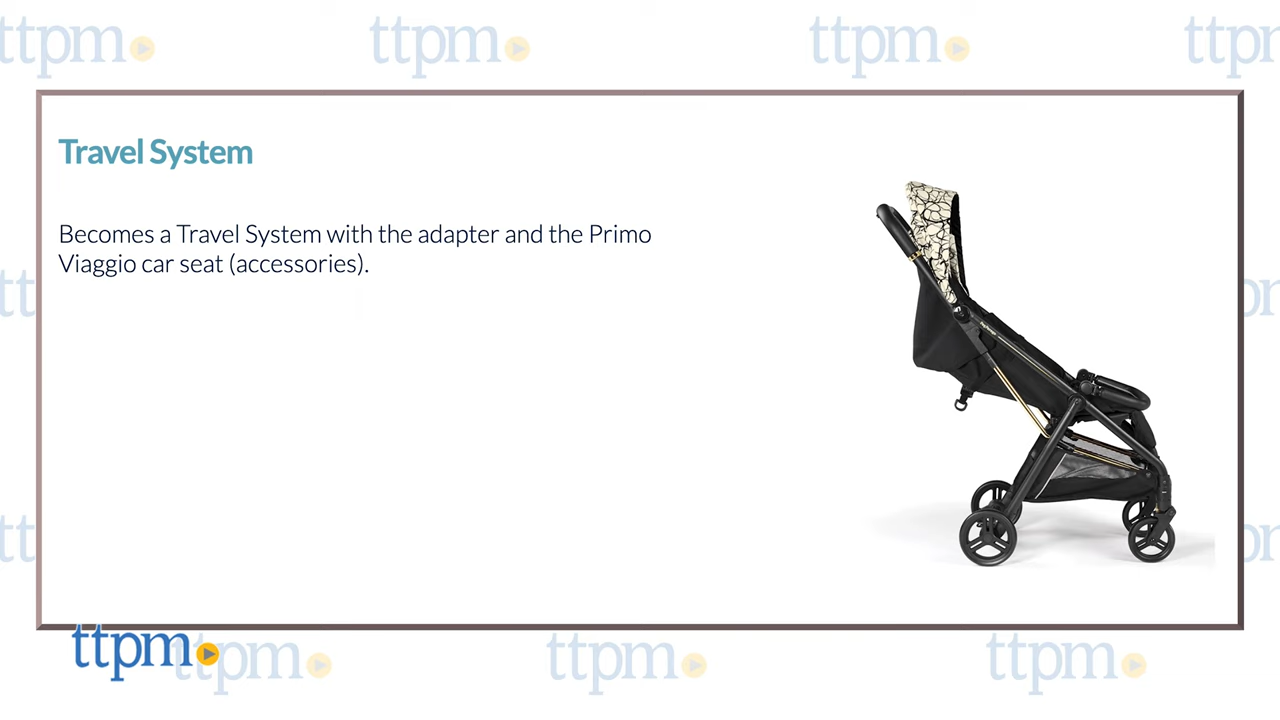 ttpm ttpm ttpm ttpm
Travel System
Becomes a Travel System with the adapter and the Primo
Viaggio car seat (accessories).
ttpm ttpm ttpm ttpm